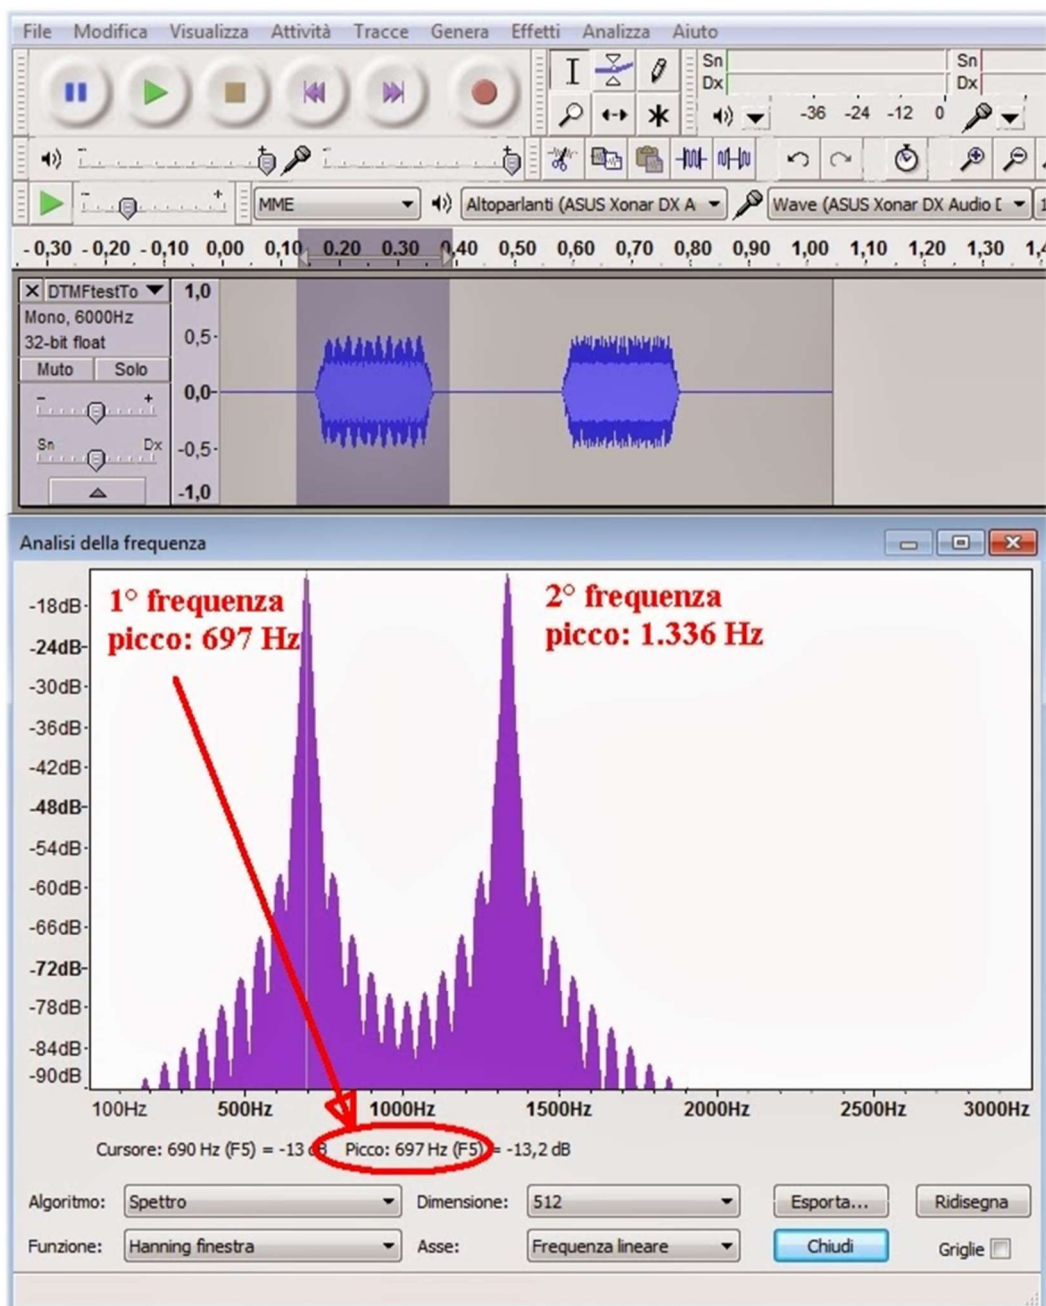 File Modifica Visualizza Attività Tracce Genera Effetti Analizza Aiuto
Sn
Dx
Sn
Dx
-36 -24 -12 0
MME
Altoparlanti (ASUS Xonar DX A
Wave (ASUS Xonar DX Audio
- 0,30 - 0,20 - 0,10 0,00 0,10 0,20 0,30 0,40 0,50 0,60 0,70 0,80 0,90 1,00 1,10 1,20 1,30 1,4
X DTMFtestTo
Mono, 6000Hz
32-bit float
Muto Solo
- +
Sn Dx
1,0
0,5-
0,0-
-0,5-
-1,0
Analisi della frequenza
1° frequenza
picco: 697 Hz
2° frequenza
picco: 1.336 Hz
-18dB
-24dB
-30dB
-36dB
-42dB
-48dB
-54dB
-60dB
-66dB
-72dB
-78dB
-84dB
-90dB
100Hz 500Hz 1000Hz 1500Hz 2000Hz 2500Hz 3000Hz
Cursore: 690 Hz (F5) = -13 dB Picco: 697 Hz (F5) = -13,2 dB
Algoritmo: Spettro Dimensione: 512 Esporta... Ridisegna
Funzione: Hanning finestra Asse: Frequenza lineare Chiudi Griglie